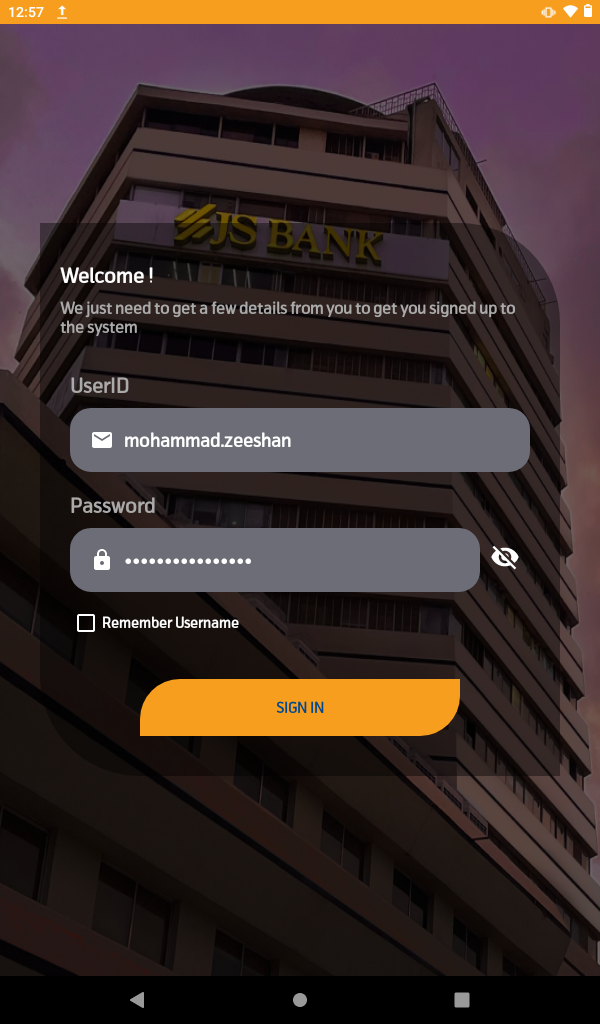 12:57
JS BANK
Welcome !
We just need to get a few details from you to get you signed up to
the system
UserID
mohammad.zeeshan
Password
••••••••••••••••
Remember Username
SIGN IN